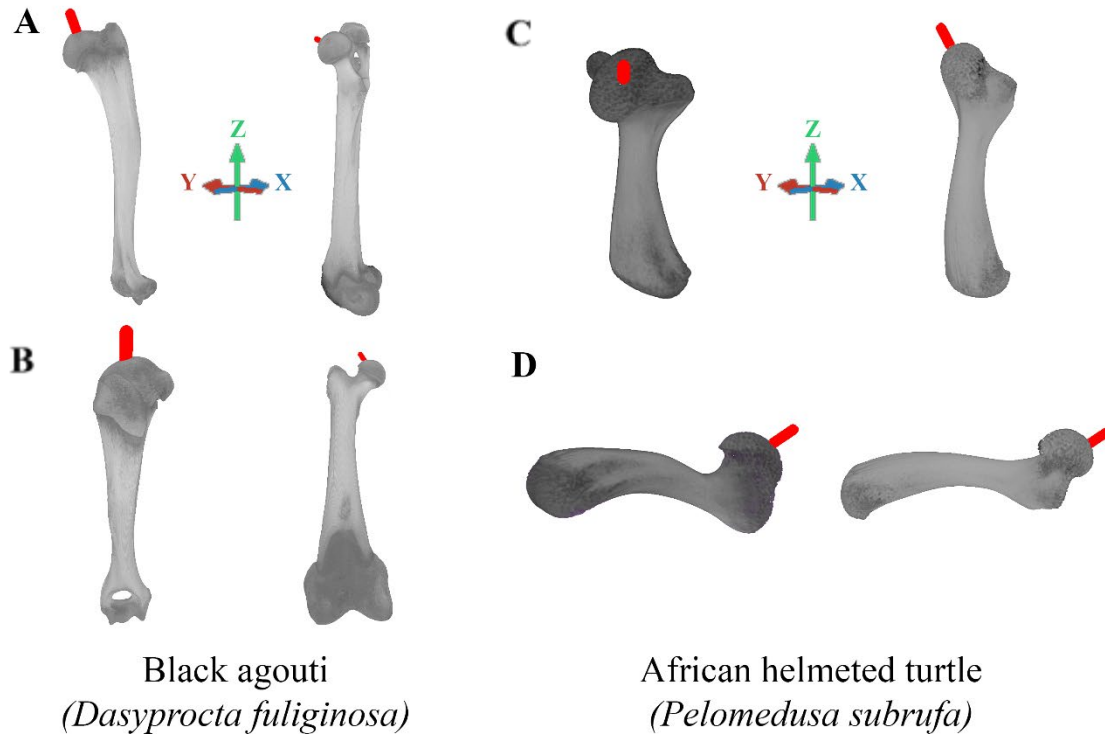 A
C
Z
Y
X
Z
Y
X
B
D
Black agouti
(Dasyprocta fuliginosa)
African helmeted turtle
(Pelomedusa subrufa)